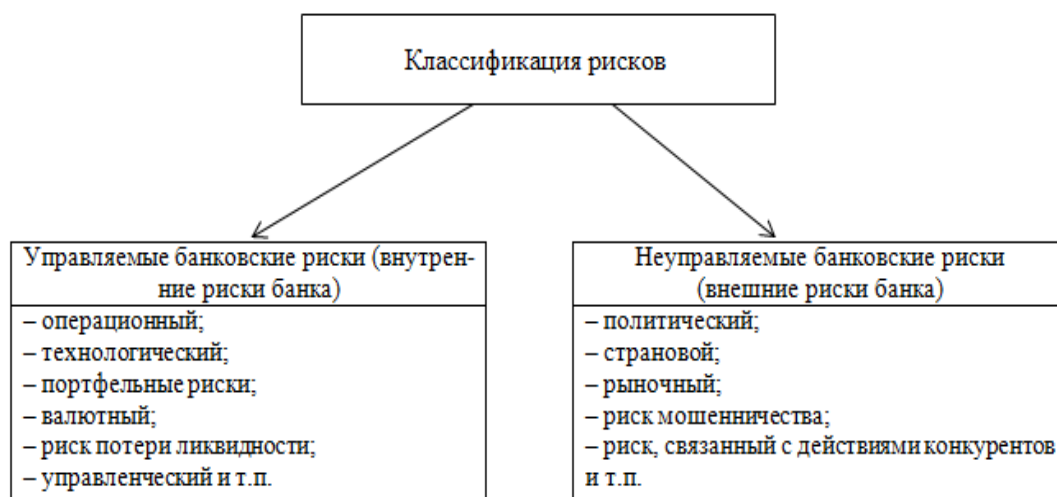 Классификация рисков
Управляемые банковские риски (внутрен-
ние риски банка)
– операционный;
– технологический;
– портфельные риски;
– валютный;
– риск потери ликвидности;
– управленческий и т.п.
Неуправляемые банковские риски
(внешние риски банка)
– политический;
– страновой;
– рыночный;
– риск мошенничества;
– риск, связанный с действиями конкурентов
и т.п.